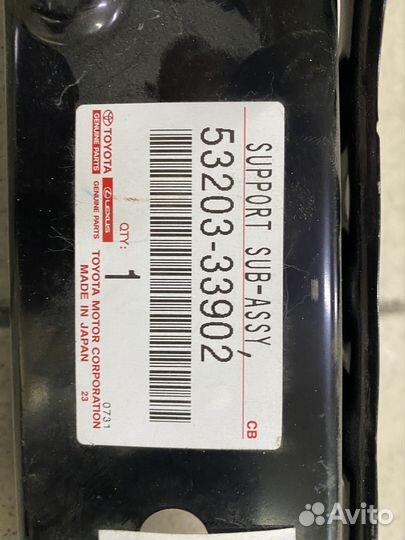 SUPPORT SUB-ASSY,
CB
53203-33902
QTY:
1
TOYOTA
GENUINE PARTS
LEXUS
GENUINE PARTS
TOYOTA MOTOR CORPORATION
MADE IN JAPAN
23
0731
Avito